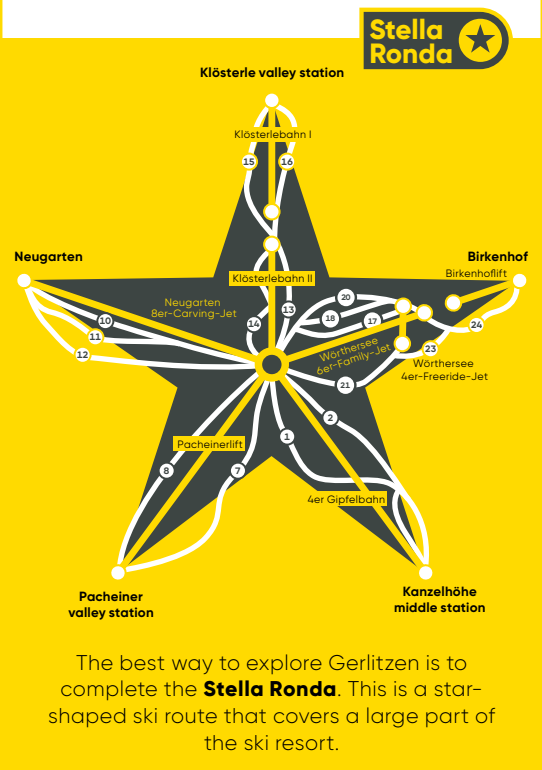 Stella
Ronda
Klösterle valley station
Klösterlebahn I
15
16
Neugarten
Birkenhof
Birkenhoflift
Klösterlebahn II
Neugarten
8er-Carving-Jet
20
13
18
17
14
10
11
12
24
23
Wörthersee
6er-Family-Jet
Wörthersee
4er-Freeride-Jet
21
2
1
Pacheinerlift
8
7
4er Gipfelbahn
Pacheiner
valley station
Kanzelhöhe
middle station
The best way to explore Gerlitzen is to
complete the Stella Ronda. This is a star-
shaped ski route that covers a large part of
the ski resort.